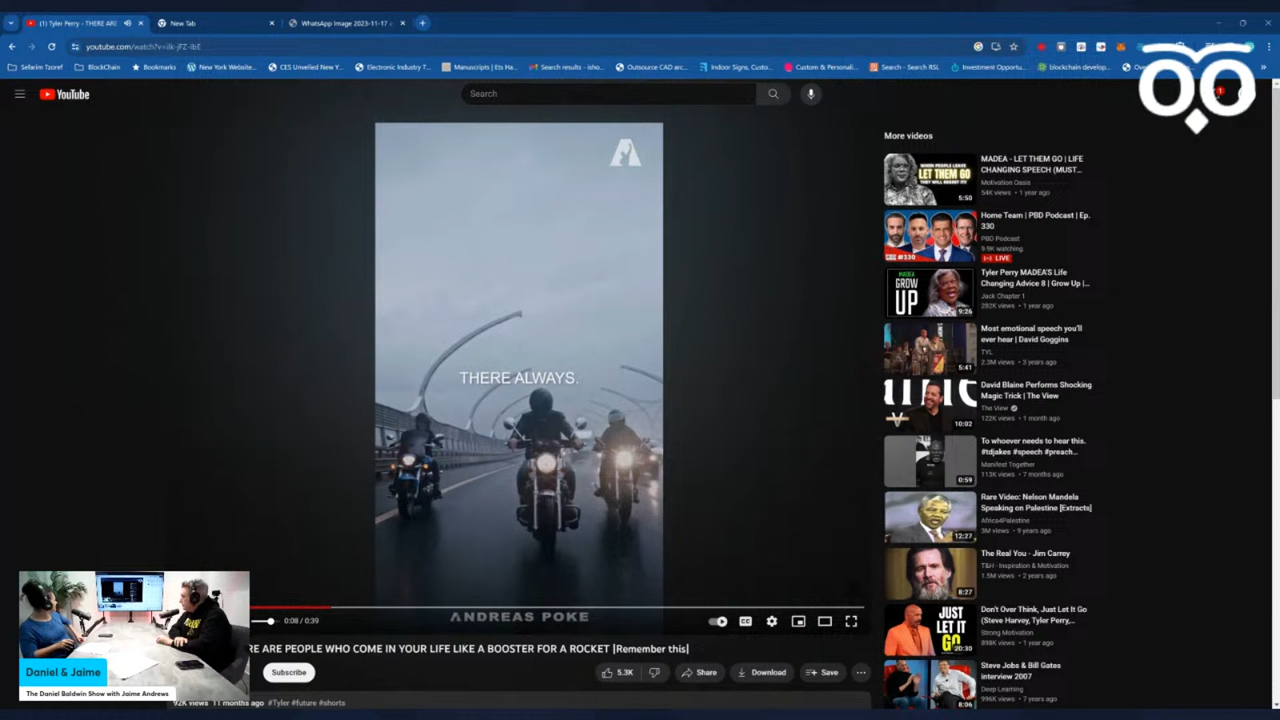 (1) Tyler Perry - THERE ARE
New Tab
WhatsApp Image 2023-11-17
youtube.com/watch?v=ilk-jFZ-lbE
Sefarim Tzoref
BlockChain
Bookmarks
New York Website...
CES Unveiled New Y...
Electronic Industry T...
Manuscripts | Ets Ha...
Search results - isho...
Outsource CAD arc...
Indoor Signs, Custo...
Custom & Personali...
Search - Search RSL
Investment Opportu...
blockchain develop...
YouTube
Search
THERE ALWAYS.
ANDREAS POKE
0:08 / 0:39
CC
RE ARE PEOPLE WHO COME IN YOUR LIFE LIKE A BOOSTER FOR A ROCKET |Remember this|
Subscribe
5.3K
Share
Download
Save
92K views 11 months ago #Tyler #future #shorts
More videos
LET THEM GO
5:50
MADEA - LET THEM GO | LIFE
CHANGING SPEECH (MUST...
Motivation Oasis
54K views • 1 year ago
#330
Home Team | PBD Podcast | Ep.
330
PBD Podcast
9.9K watching
LIVE
MADEA
GROW
UP
9:26
Tyler Perry MADEA'S Life
Changing Advice 8 | Grow Up |...
Jack Chapter 1
282K views • 1 year ago
5:41
Most emotional speech you'll
ever hear | David Goggins
TYL
2.3M views • 3 years ago
10:02
David Blaine Performs Shocking
Magic Trick | The View
The View
122K views • 1 month ago
0:59
To whoever needs to hear this.
#tdjakes #speech #preach...
Manifest Together
113K views • 7 months ago
12:27
Rare Video: Nelson Mandela
Speaking on Palestine [Extracts]
Africa4Palestine
3M views • 9 years ago
8:27
The Real You - Jim Carrey
T&H - Inspiration & Motivation
1.5M views • 2 years ago
JUST
LET IT
GO
20:30
Don't Over Think, Just Let It Go
(Steve Harvey, Tyler Perry,...
Strong Motivation
898K views • 1 year ago
8:06
Steve Jobs & Bill Gates
interview 2007
Deep Learning
996K views • 7 years ago
Daniel & Jaime
The Daniel Baldwin Show with Jaime Andrews